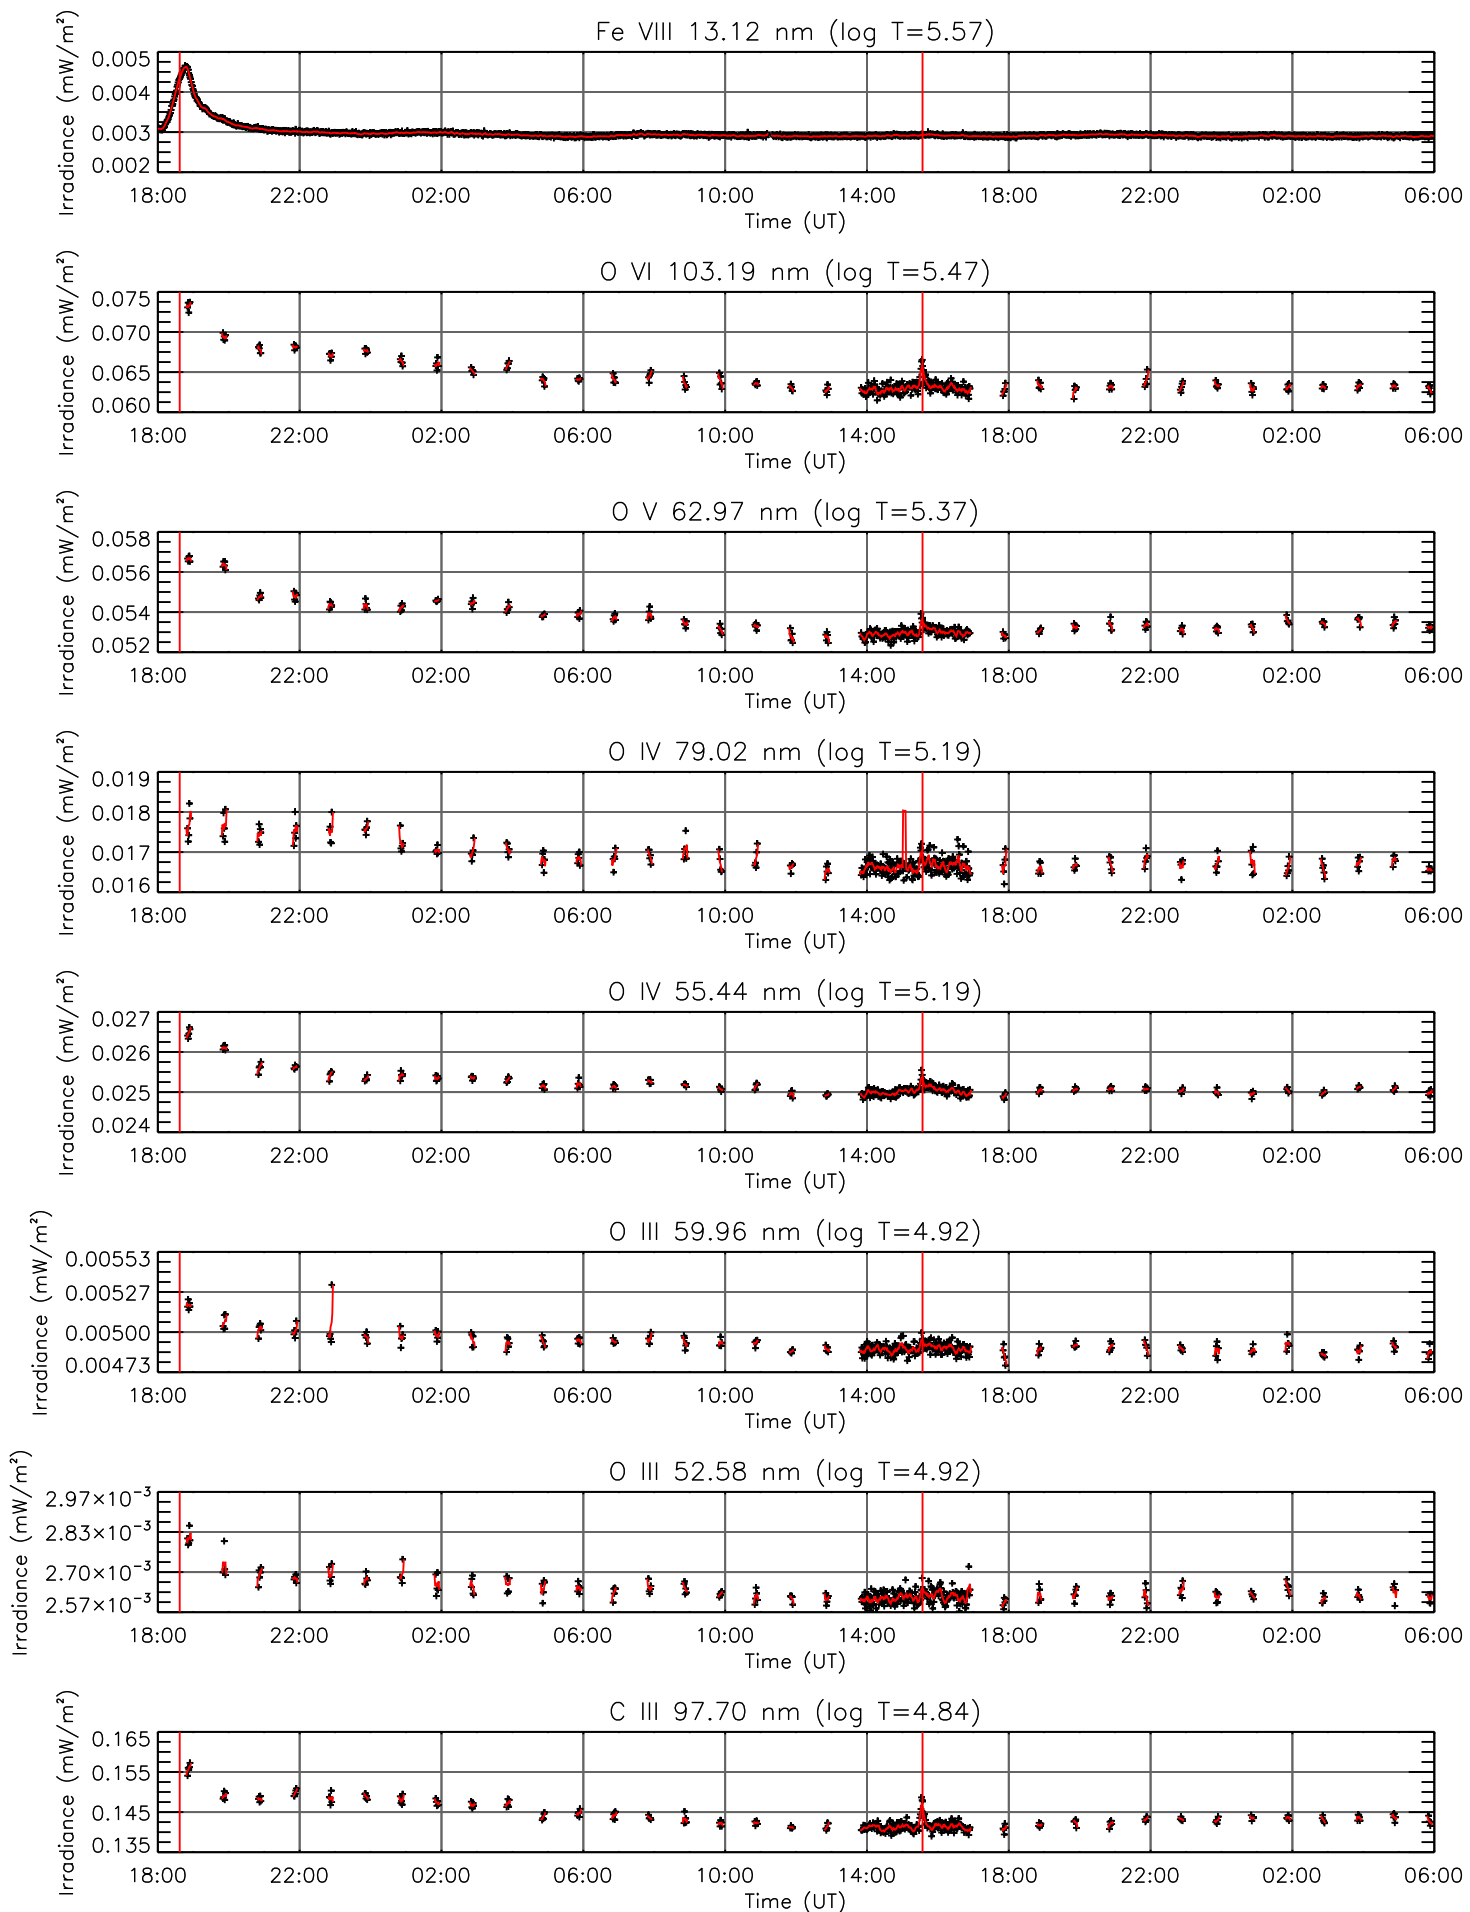 Fe VIII 13.12 nm (log T=5.57)
Irradiance (mW/m²)
0.005
0.004
0.003
0.002
18:00 22:00 02:00 06:00 10:00 14:00 18:00 22:00 02:00 06:00
Time (UT)
O VI 103.19 nm (log T=5.47)
Irradiance (mW/m²)
0.075
0.070
0.065
0.060
18:00 22:00 02:00 06:00 10:00 14:00 18:00 22:00 02:00 06:00
Time (UT)
O V 62.97 nm (log T=5.37)
Irradiance (mW/m²)
0.058
0.056
0.054
0.052
18:00 22:00 02:00 06:00 10:00 14:00 18:00 22:00 02:00 06:00
Time (UT)
O IV 79.02 nm (log T=5.19)
Irradiance (mW/m²)
0.019
0.018
0.017
0.016
18:00 22:00 02:00 06:00 10:00 14:00 18:00 22:00 02:00 06:00
Time (UT)
O IV 55.44 nm (log T=5.19)
Irradiance (mW/m²)
0.027
0.026
0.025
0.024
18:00 22:00 02:00 06:00 10:00 14:00 18:00 22:00 02:00 06:00
Time (UT)
O III 59.96 nm (log T=4.92)
Irradiance (mW/m²)
0.00553
0.00527
0.00500
0.00473
18:00 22:00 02:00 06:00 10:00 14:00 18:00 22:00 02:00 06:00
Time (UT)
O III 52.58 nm (log T=4.92)
Irradiance (mW/m²)
2.97×10⁻³
2.83×10⁻³
2.70×10⁻³
2.57×10⁻³
18:00 22:00 02:00 06:00 10:00 14:00 18:00 22:00 02:00 06:00
Time (UT)
C III 97.70 nm (log T=4.84)
Irradiance (mW/m²)
0.165
0.155
0.145
0.135
18:00 22:00 02:00 06:00 10:00 14:00 18:00 22:00 02:00 06:00
Time (UT)